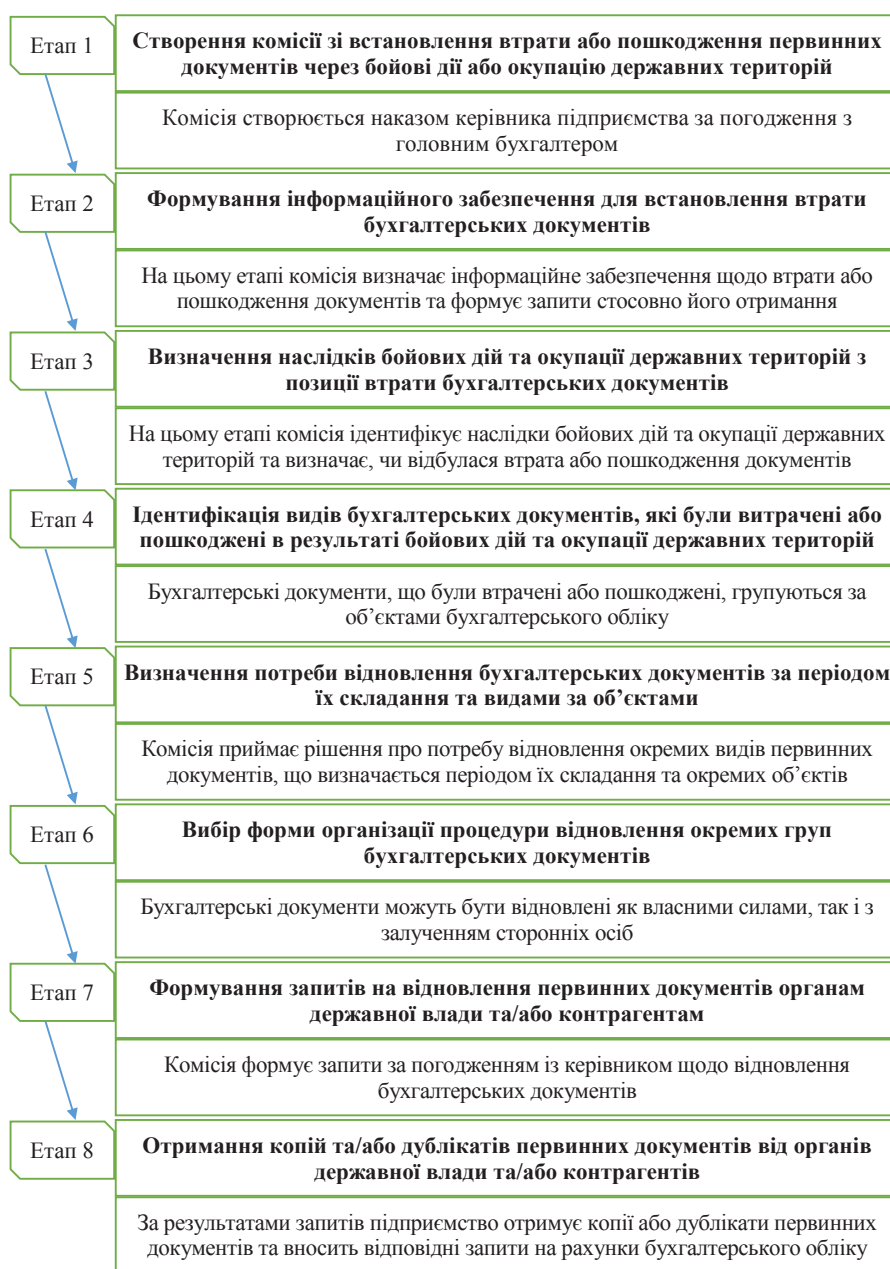 Етап 1
Створення комісії зі встановлення втрати або пошкодження первинних
документів через бойові дії або окупацію державних територій
Комісія створюється наказом керівника підприємства за погодження з
головним бухгалтером
Етап 2
Формування інформаційного забезпечення для встановлення втрати
бухгалтерських документів
На цьому етапі комісія визначає інформаційне забезпечення щодо втрати або
пошкодження документів та формує запити стосовно його отримання
Етап 3
Визначення наслідків бойових дій та окупації державних територій з
позиції втрати бухгалтерських документів
На цьому етапі комісія ідентифікує наслідки бойових дій та окупації державних
територій та визначає, чи відбулася втрата або пошкодження документів
Етап 4
Ідентифікація видів бухгалтерських документів, які були витрачені або
пошкоджені в результаті бойових дій та окупації державних територій
Бухгалтерські документи, що були втрачені або пошкоджені, групуються за
об’єктами бухгалтерського обліку
Етап 5
Визначення потреби відновлення бухгалтерських документів за періодом
їх складання та видами за об’єктами
Комісія приймає рішення про потребу відновлення окремих видів первинних
документів, що визначається періодом їх складання та окремих об’єктів
Етап 6
Вибір форми організації процедури відновлення окремих груп
бухгалтерських документів
Бухгалтерські документи можуть бути відновлені як власними силами, так і з
залученням сторонніх осіб
Етап 7
Формування запитів на відновлення первинних документів органам
державної влади та/або контрагентам
Комісія формує запити за погодженням із керівником щодо відновлення
бухгалтерських документів
Етап 8
Отримання копій та/або дублікатів первинних документів від органів
державної влади та/або контрагентів
За результатами запитів підприємство отримує копії або дублікати первинних
документів та вносить відповідні запити на рахунки бухгалтерського обліку